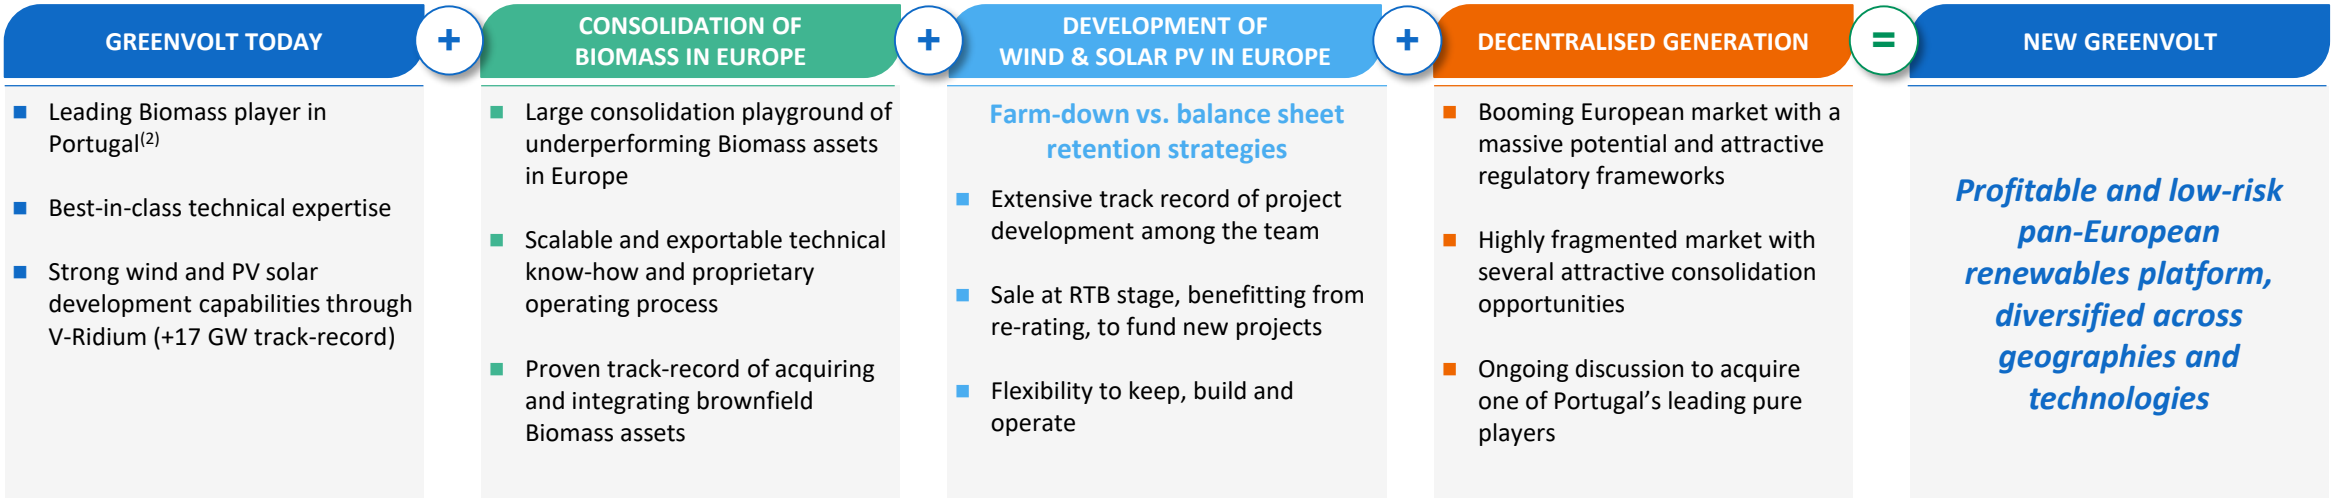 GREENVOLT TODAY
+
CONSOLIDATION OF
BIOMASS IN EUROPE
+
DEVELOPMENT OF
WIND & SOLAR PV IN EUROPE
+
DECENTRALISED GENERATION
=
NEW GREENVOLT
Leading Biomass player in
Portugal(2)
Best-in-class technical expertise
Strong wind and PV solar
development capabilities through
V-Ridium (+17 GW track-record)
Large consolidation playground of
underperforming Biomass assets
in Europe
Scalable and exportable technical
know-how and proprietary
operating process
Proven track-record of acquiring
and integrating brownfield
Biomass assets
Farm-down vs. balance sheet
retention strategies
Extensive track record of project
development among the team
Sale at RTB stage, benefitting from
re-rating, to fund new projects
Flexibility to keep, build and
operate
Booming European market with a
massive potential and attractive
regulatory frameworks
Highly fragmented market with
several attractive consolidation
opportunities
Ongoing discussion to acquire
one of Portugal’s leading pure
players
Profitable and low-risk
pan-European
renewables platform,
diversified across
geographies and
technologies